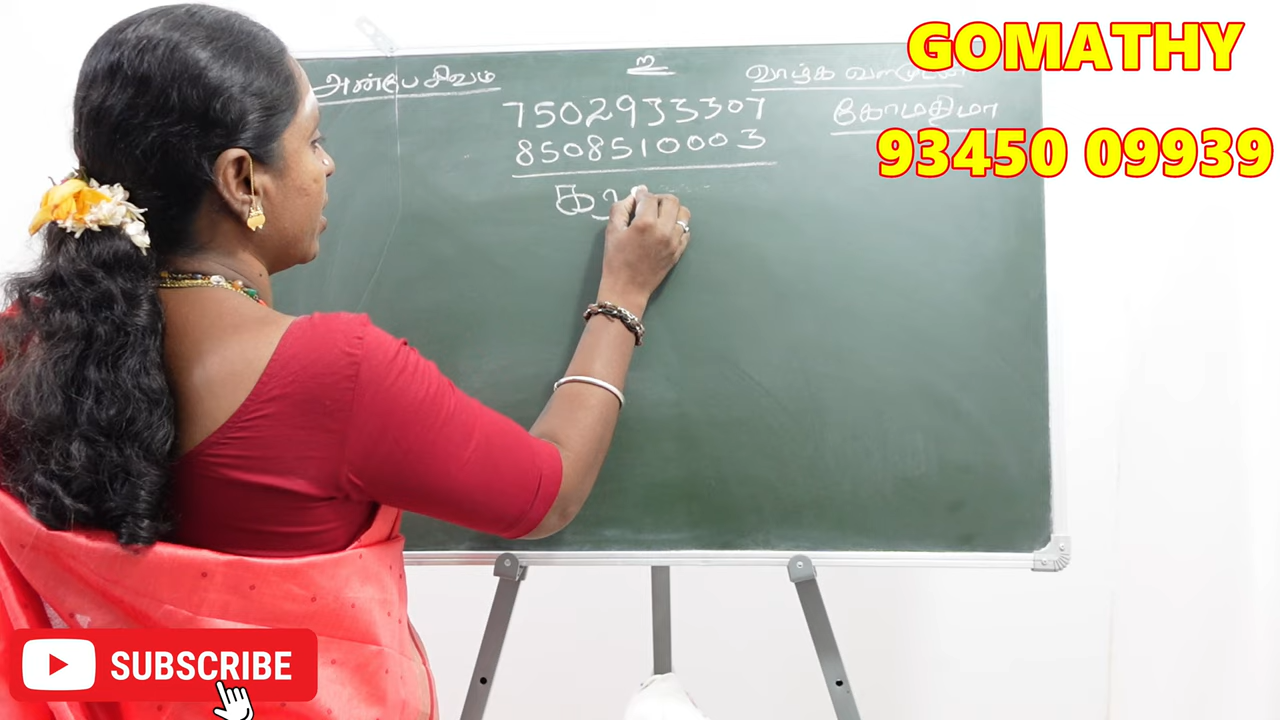 GOMATHY
93450 09939
அன்பே சிவம்
உ
வாழ்க வளமுடன்
7502933307
கோமதிமா
8508510003
SUBSCRIBE